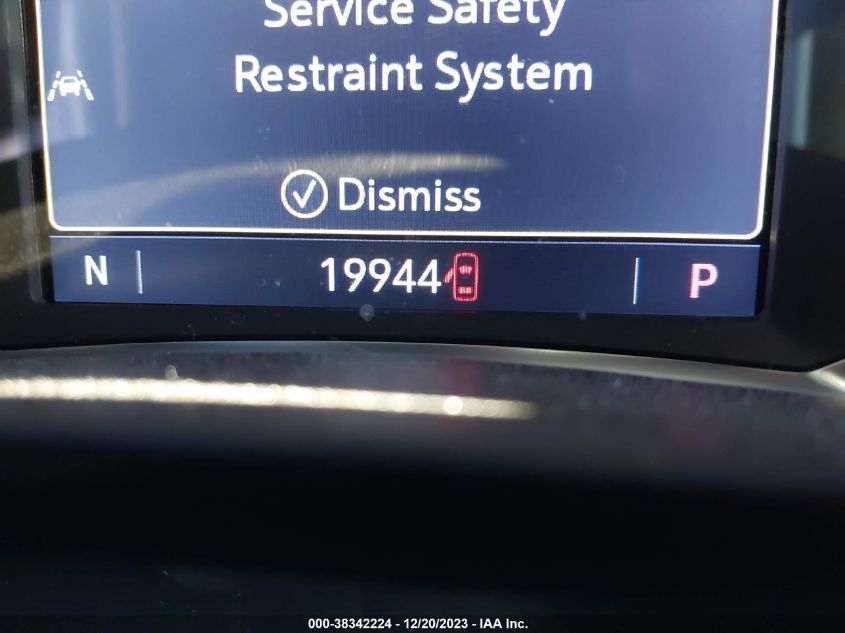 Service Safety
Restraint System
Dismiss
N 19944 P
000-38342224 - 12/20/2023 - IAA Inc.